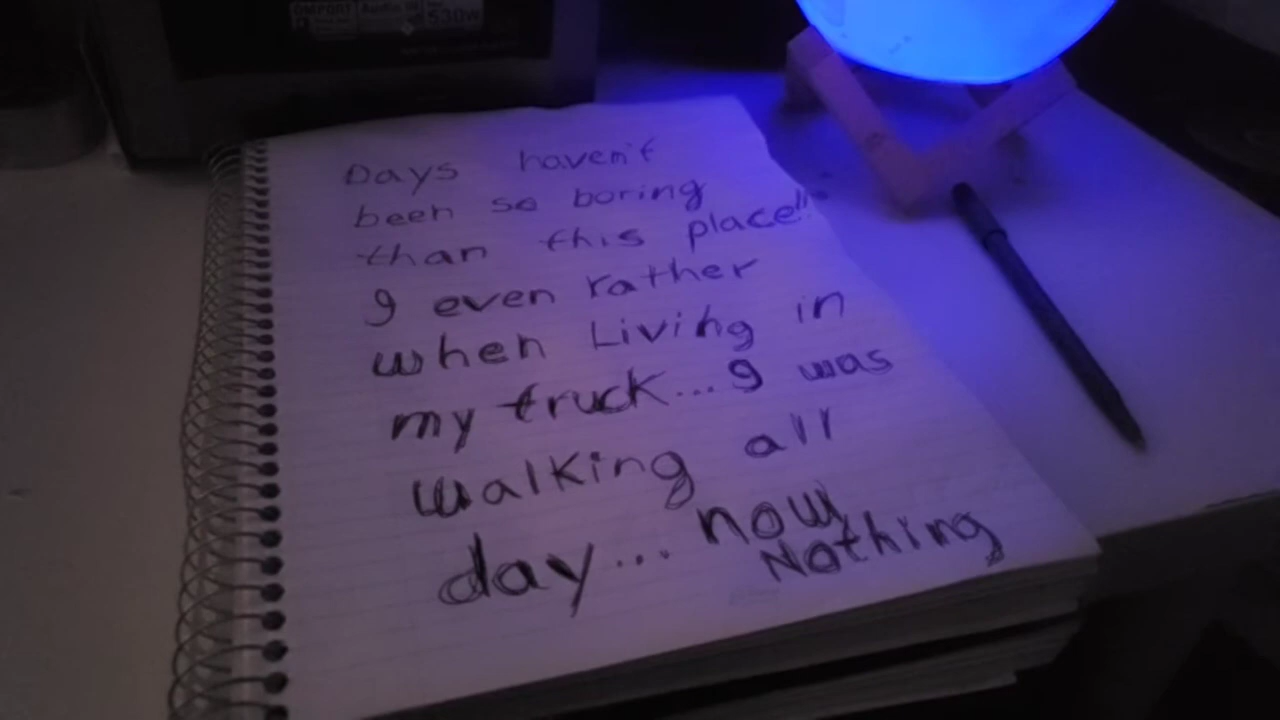 530W
Days haven't
been so boring
than this place!!
I even rather
when Living in
my truck... I was
walking all
day... now
Nothing